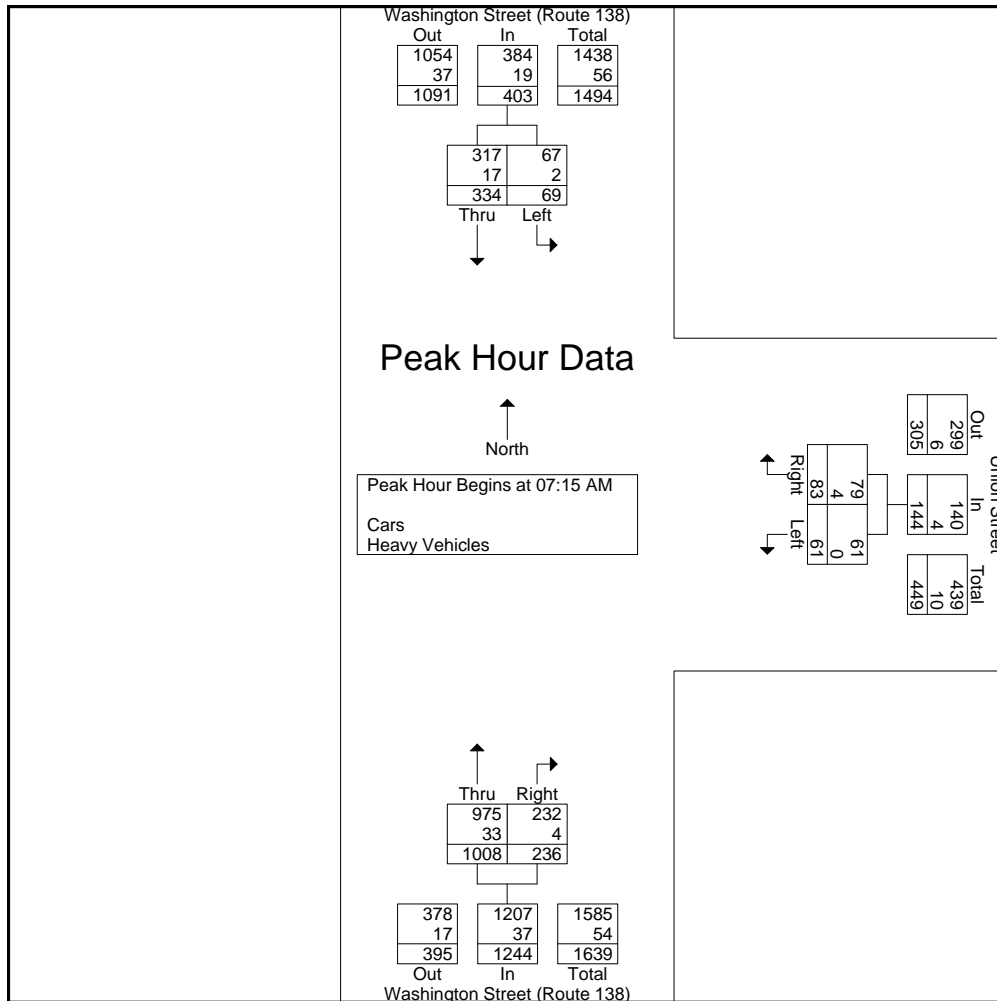 Washington Street (Route 138)
Out In Total
1054 384 1438
37 19 56
1091 403 1494
317 67
17 2
334 69
Thru Left
Peak Hour Data
North
Peak Hour Begins at 07:15 AM
Cars
Heavy Vehicles
Union Street
Out In Total
299 140 439
6 4 10
305 144 449
79 61
4 0
83 61
Right Left
Thru Right
975 232
33 4
1008 236
378 1207 1585
17 37 54
395 1244 1639
Out In Total
Washington Street (Route 138)